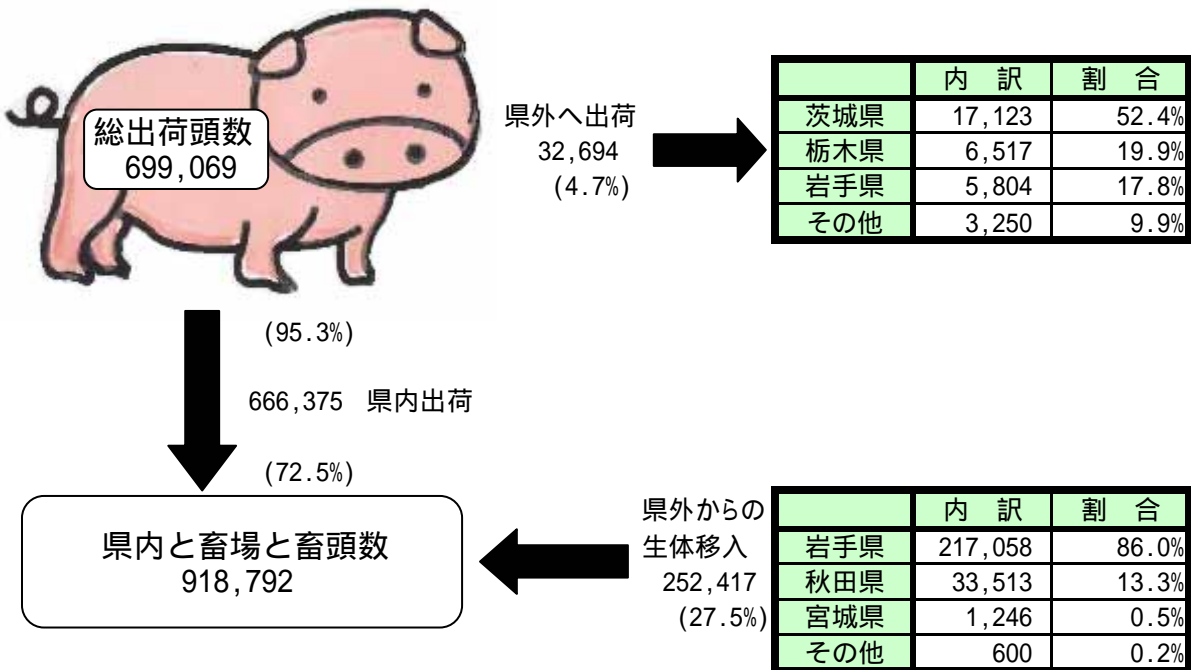 総出荷頭数
699,069
県外へ出荷
32,694
(4.7%)
内 訳 割 合
茨城県 17,123 52.4%
栃木県 6,517 19.9%
岩手県 5,804 17.8%
その他 3,250 9.9%
(95.3%)
666,375 県内出荷
(72.5%)
県内と畜場と畜頭数
918,792
県外からの
生体移入
252,417
(27.5%)
内 訳 割 合
岩手県 217,058 86.0%
秋田県 33,513 13.3%
宮城県 1,246 0.5%
その他 600 0.2%